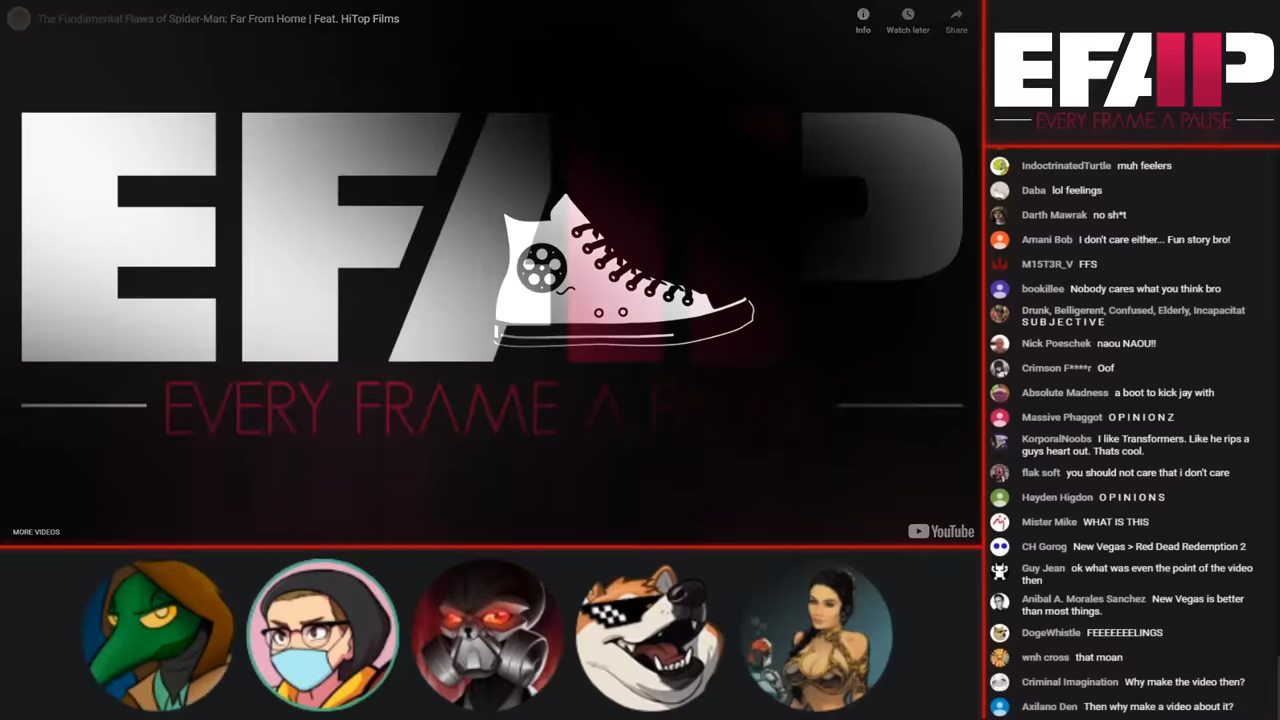 The Fundamental Flaws of Spider-Man: Far From Home | Feat. HiTop Films
Info
Watch later
Share
EFAP
EVERY FRAME A PAUSE
EFAP
EVERY FRAME A
MORE VIDEOS
YouTube
IndoctrinatedTurtle muh feelers
Daba lol feelings
Darth Mawrak no sh*t
Amani Bob I don't care either... Fun story bro!
M15T3R_V FFS
bookillee Nobody cares what you think bro
Drunk, Belligerent, Confused, Elderly, Incapacitat
S U B J E C T I V E
Nick Poeschek naou NAOU!!
Crimson F****r Oof
Absolute Madness a boot to kick jay with
Massive Phaggot O P I N I O N Z
KorporalNoobs I like Transformers. Like he rips a
guys heart out. Thats cool.
flak soft you should not care that i don't care
Hayden Higdon O P I N I O N S
Mister Mike WHAT IS THIS
CH Gorog New Vegas > Red Dead Redemption 2
Guy Jean ok what was even the point of the video
then
Anibal A. Morales Sanchez New Vegas is better
than most things.
DogeWhistle FEEEEEEELINGS
wnh cross that moan
Criminal Imagination Why make the video then?
Axilano Den Then why make a video about it?